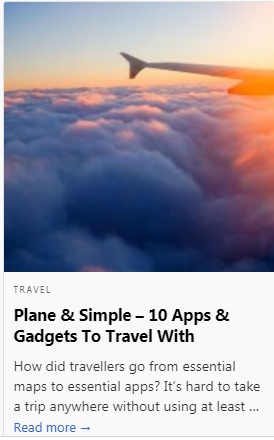 TRAVEL
Plane & Simple – 10 Apps &
Gadgets To Travel With
How did travellers go from essential
maps to essential apps? It's hard to take
a trip anywhere without using at least ...
Read more →